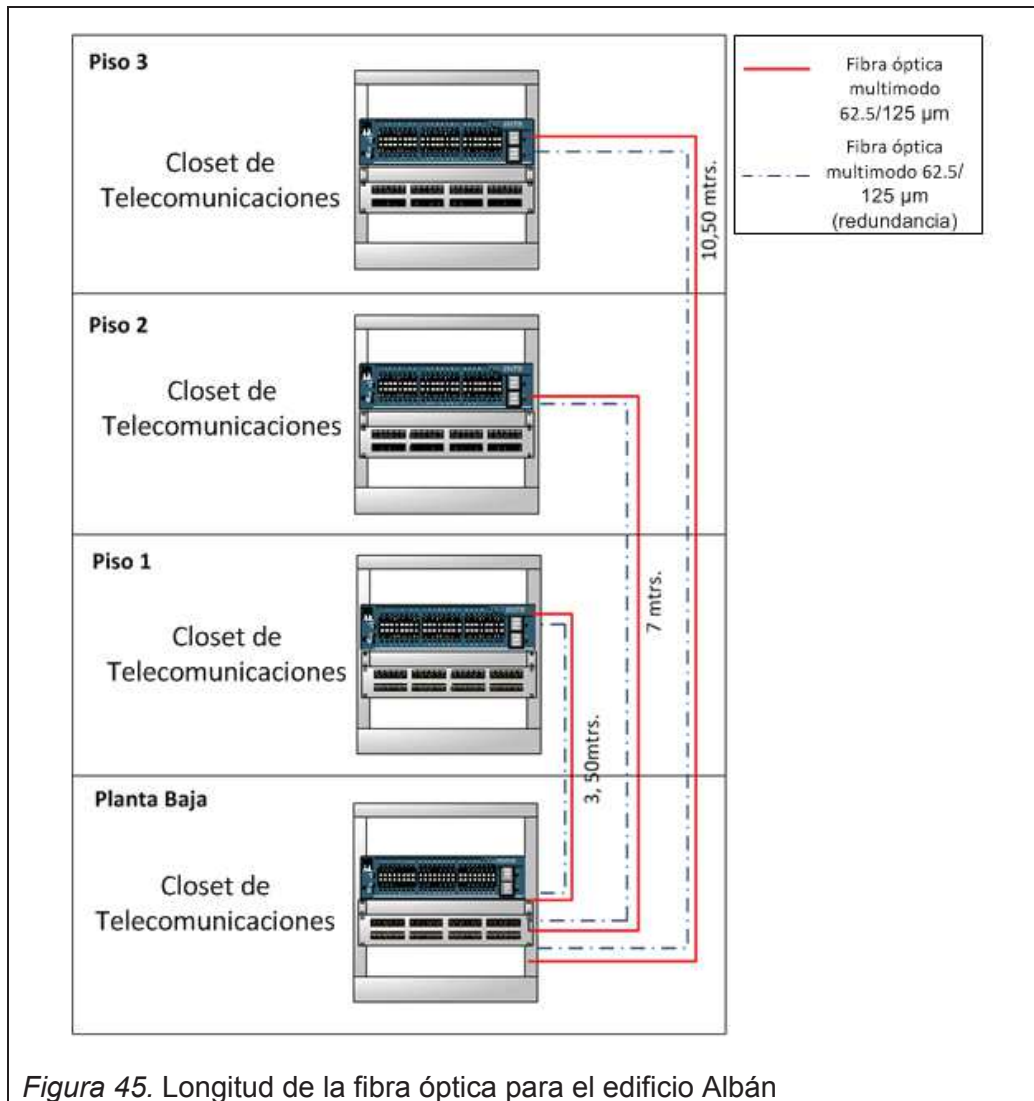 Piso 3
Closet de
Telecomunicaciones
10,50 mtrs.
Fibra óptica
multimodo
62.5/125 µm
Fibra óptica
multimodo 62.5/
125 µm
(redundancia)
Piso 2
Closet de
Telecomunicaciones
7 mtrs.
Piso 1
Closet de
Telecomunicaciones
3, 50mtrs.
Planta Baja
Closet de
Telecomunicaciones
Figura 45. Longitud de la fibra óptica para el edificio Albán